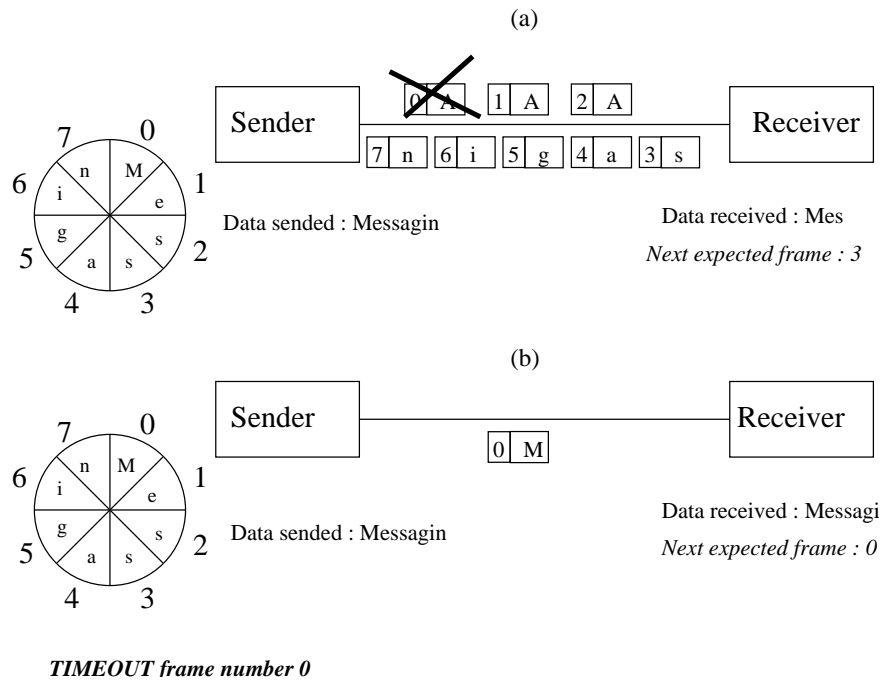 (a)
0 A 1 A 2 A
Sender
Receiver
7 n 6 i 5 g 4 a 3 s
7 0
n M
6 1
i e
g s
5 2
a s
4 3
Data sended : Messagin
Data received : Mes
Next expected frame : 3
(b)
Sender
Receiver
0 M
7 0
n M
6 1
i e
g s
5 2
a s
4 3
Data sended : Messagin
Data received : Messagi
Next expected frame : 0
TIMEOUT frame number 0